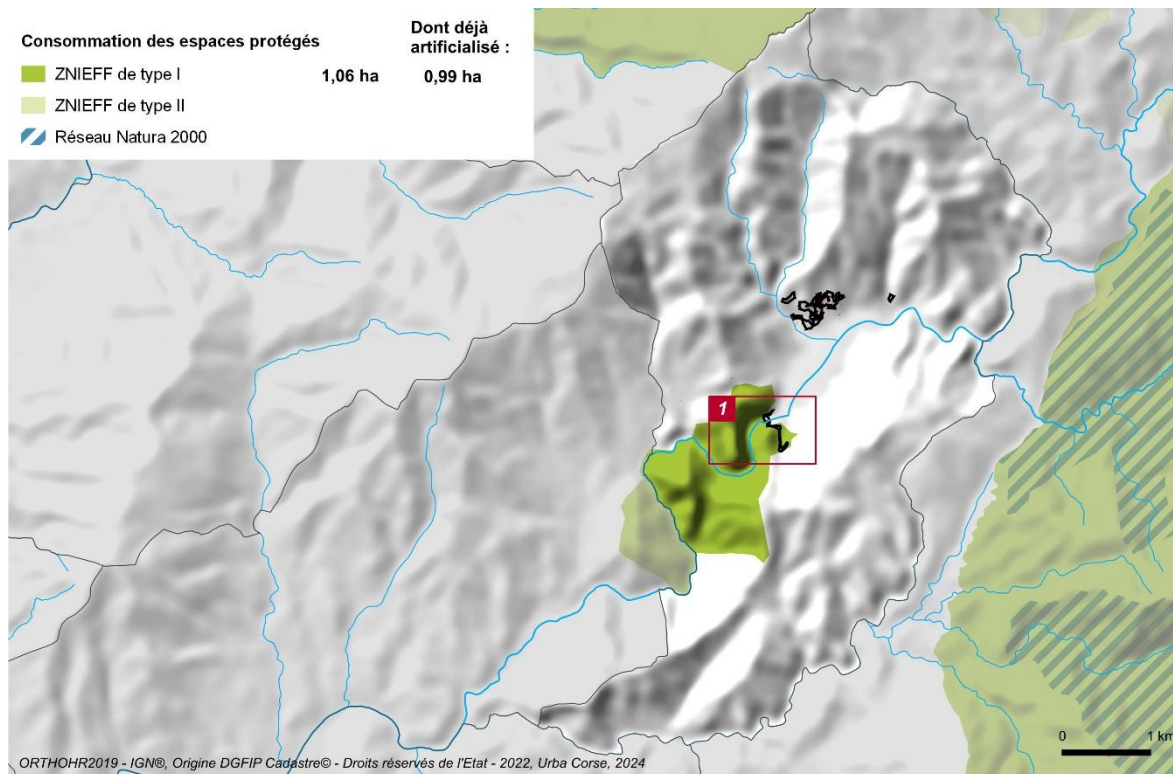 Consommation des espaces protégés
Dont déjà
artificialisé :
ZNIEFF de type I 1,06 ha 0,99 ha
ZNIEFF de type II
Réseau Natura 2000
1
0 1 km
ORTHOHR2019 - IGN®, Origine DGFIP Cadastre© - Droits réservés de l'Etat - 2022, Urba Corse, 2024